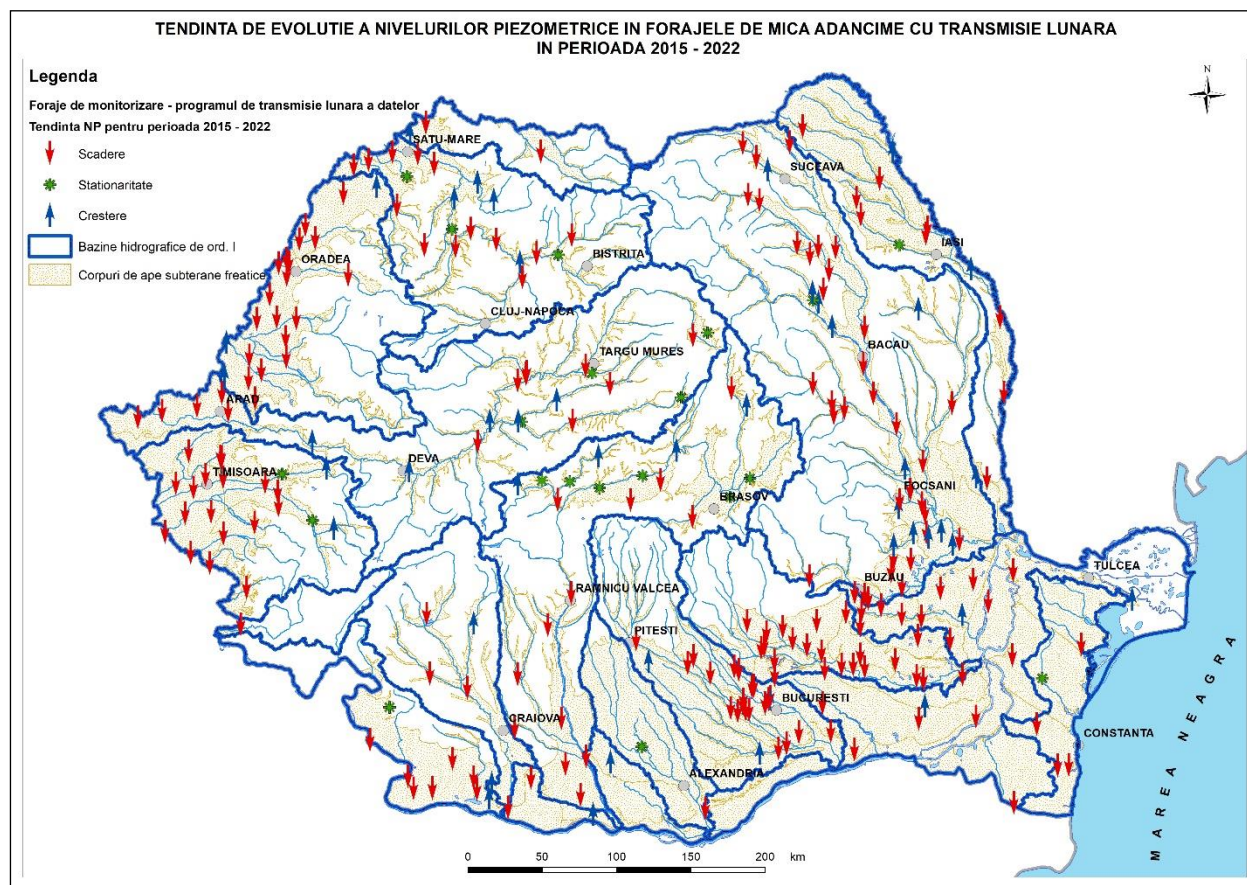 TENDINTA DE EVOLUTIE A NIVELURILOR PIEZOMETRICE IN FORAJELE DE MICA ADANCIME CU TRANSMISIE LUNARA
IN PERIOADA 2015 - 2022
Legenda
Foraje de monitorizare - programul de transmisie lunara a datelor
Tendinta NP pentru perioada 2015 - 2022
Scadere
Stationaritate
Crestere
Bazine hidrografice de ord. I
Corpuri de ape subterane freatice
N
SATU-MARE
SUCEAVA
IASI
ORADEA
BISTRITA
CLUJ-NAPOCA
TARGU MURES
BACAU
ARAD
DEVA
TIMISOARA
FOCSANI
BRASOV
TULCEA
BUZAU
RAMNICU VALCEA
PITESTI
BUCURESTI
CRAIOVA
CONSTANTA
ALEXANDRIA
MAREA NEAGRA
0 50 100 150 200 km